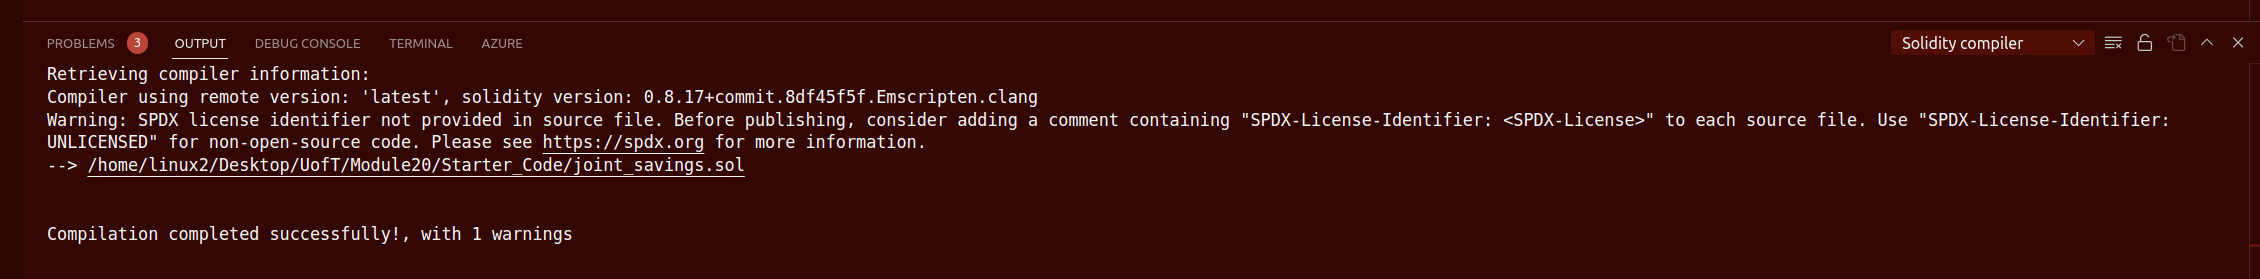 PROBLEMS 3 OUTPUT DEBUG CONSOLE TERMINAL AZURE Solidity compiler
Retrieving compiler information:
Compiler using remote version: 'latest', solidity version: 0.8.17+commit.8df45f5f.Emscripten.clang
Warning: SPDX license identifier not provided in source file. Before publishing, consider adding a comment containing "SPDX-License-Identifier: <SPDX-License>" to each source file. Use "SPDX-License-Identifier:
UNLICENSED" for non-open-source code. Please see https://spdx.org for more information.
--> /home/linux2/Desktop/UofT/Module20/Starter_Code/joint_savings.sol
Compilation completed successfully!, with 1 warnings